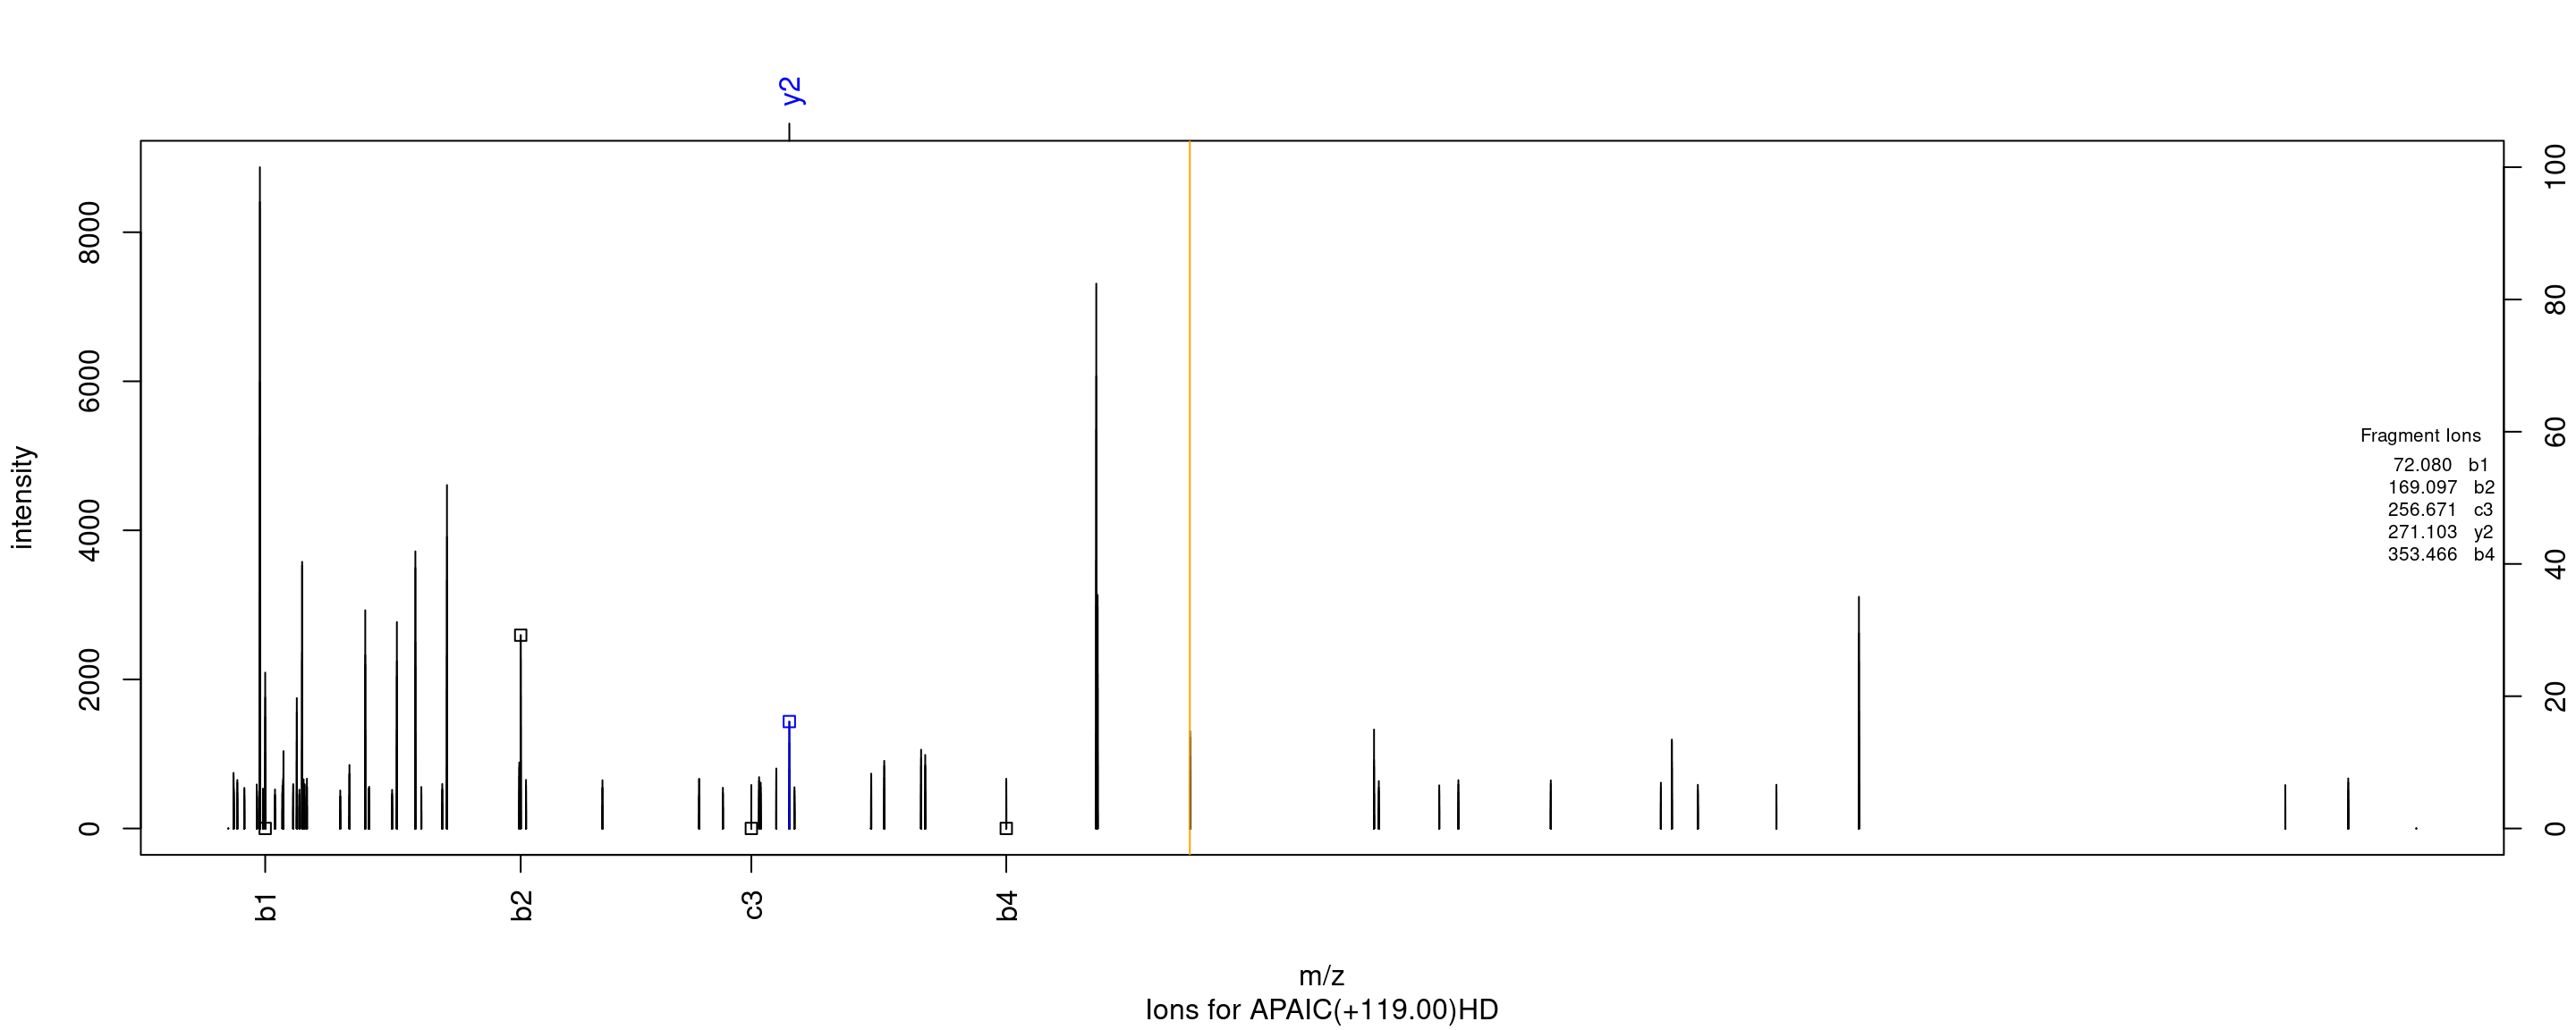 y2
intensity
8000
6000
4000
2000
0
100
80
60
40
20
0
Fragment Ions
72.080 b1
169.097 b2
256.671 c3
271.103 y2
353.466 b4
b1 b2 c3 b4
m/z
Ions for APAIC(+119.00)HD